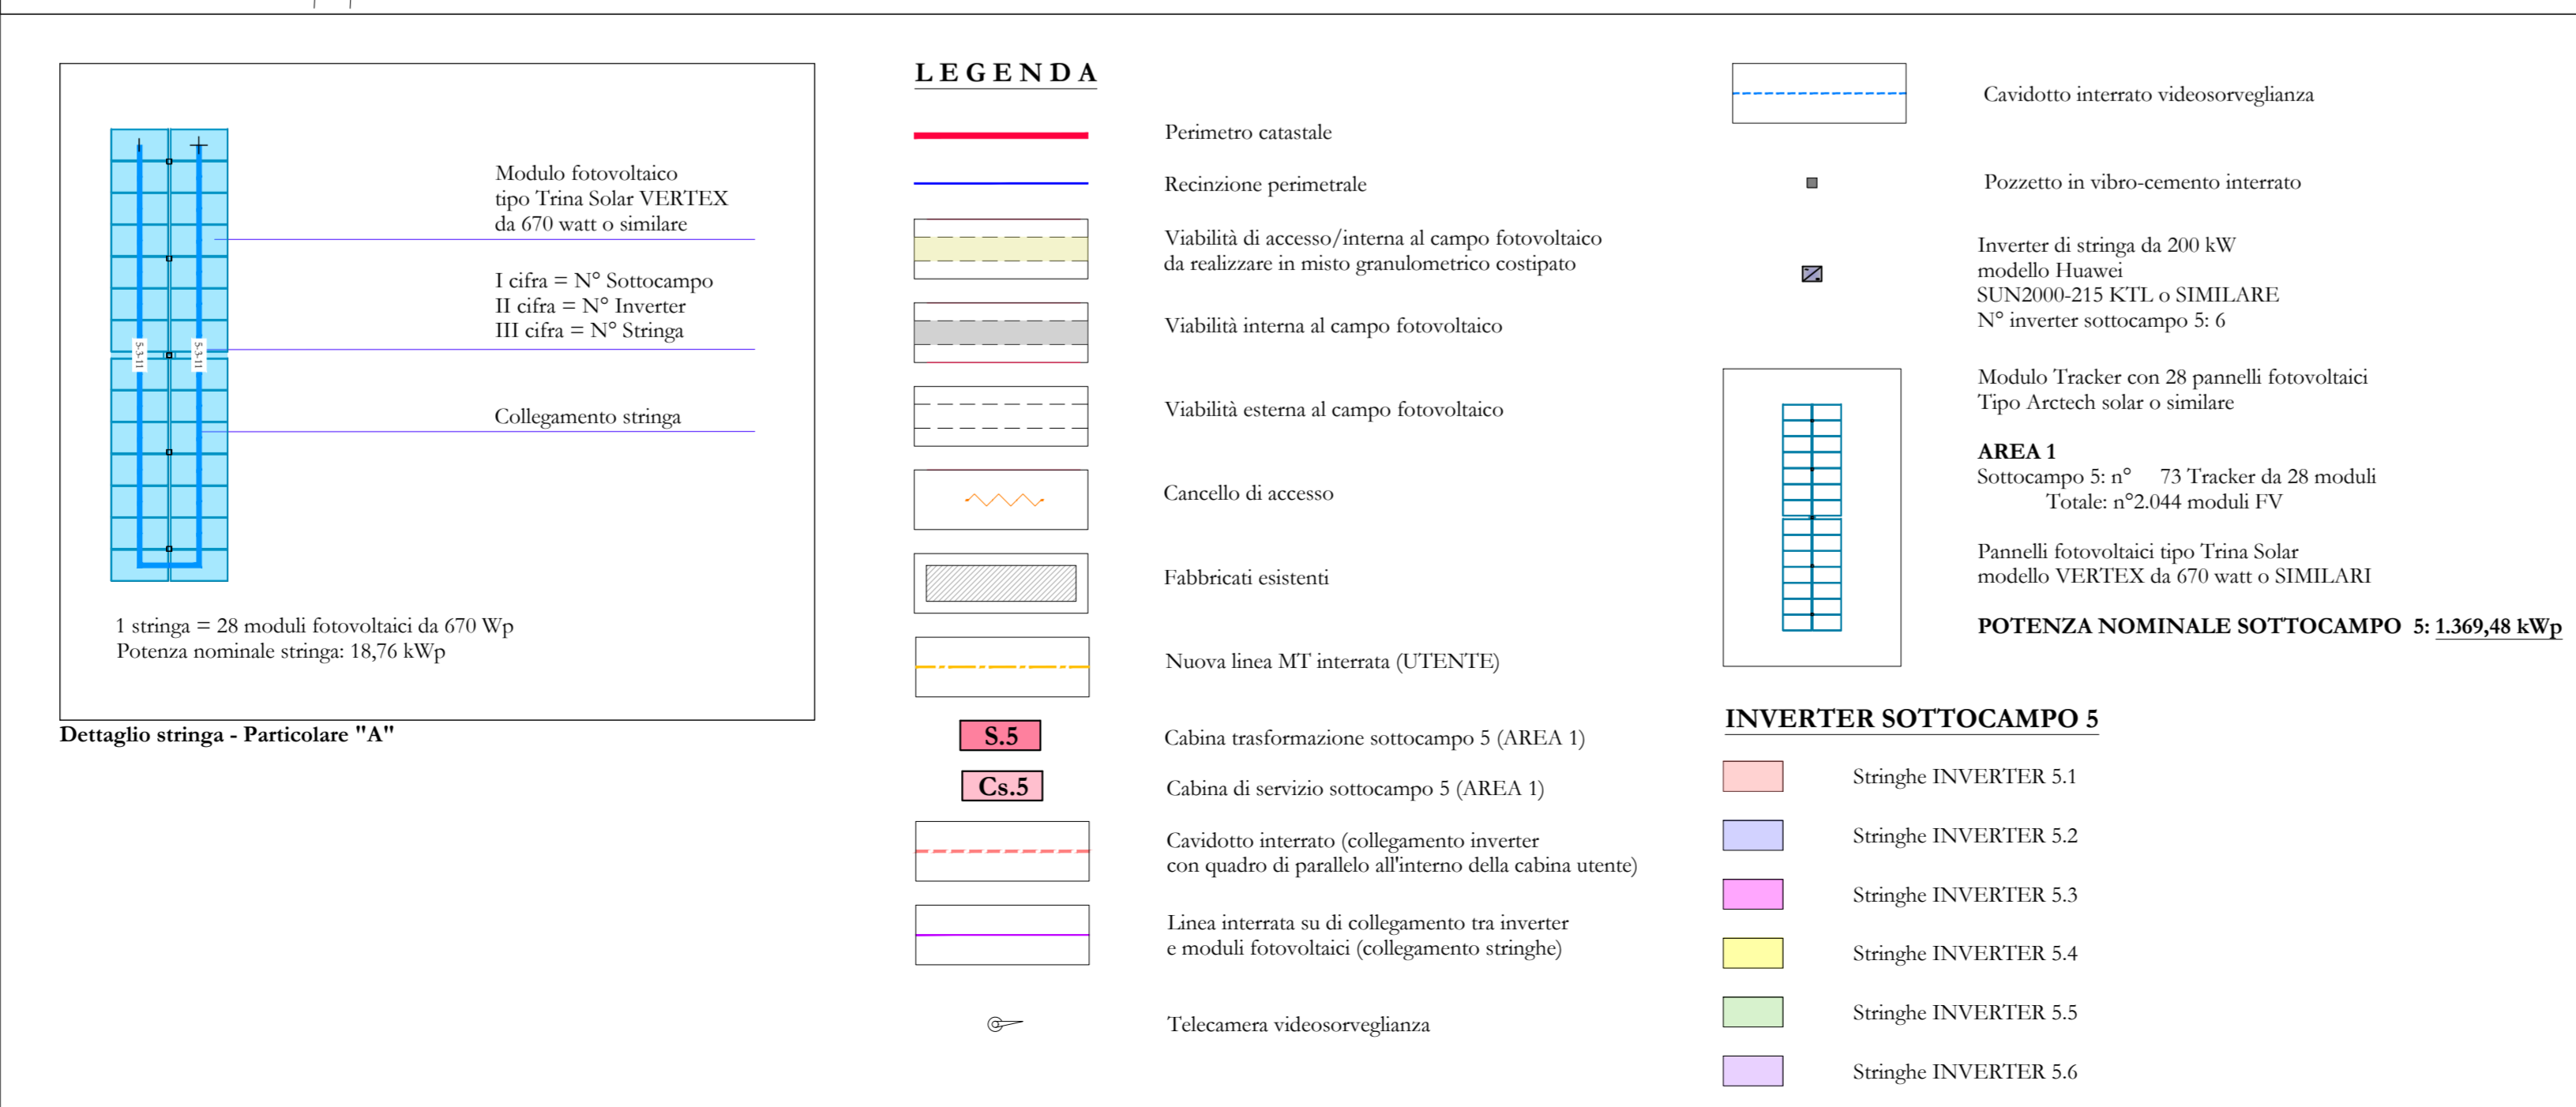 Modulo fotovoltaico
tipo Trina Solar VERTEX
da 670 watt o similare
I cifra = N° Sottocampo
II cifra = N° Inverter
III cifra = N° Stringa
5-3-11
5-3-11
Collegamento stringa
1 stringa = 28 moduli fotovoltaici da 670 Wp
Potenza nominale stringa: 18,76 kWp
Dettaglio stringa - Particolare "A"
LEGENDA
Perimetro catastale
Recinzione perimetrale
Viabilità di accesso/interna al campo fotovoltaico
da realizzare in misto granulometrico costipato
Viabilità interna al campo fotovoltaico
Viabilità esterna al campo fotovoltaico
Cancello di accesso
Fabbricati esistenti
Nuova linea MT interrata (UTENTE)
S.5
Cabina trasformazione sottocampo 5 (AREA 1)
Cs.5
Cabina di servizio sottocampo 5 (AREA 1)
Cavidotto interrato (collegamento inverter
con quadro di parallelo all'interno della cabina utente)
Linea interrata su di collegamento tra inverter
e moduli fotovoltaici (collegamento stringhe)
Telecamera videosorveglianza
Cavidotto interrato videosorveglianza
Pozzetto in vibro-cemento interrato
Inverter di stringa da 200 kW
modello Huawei
SUN2000-215 KTL o SIMILARE
N° inverter sottocampo 5: 6
Modulo Tracker con 28 pannelli fotovoltaici
Tipo Arctech solar o similare
AREA 1
Sottocampo 5: n° 73 Tracker da 28 moduli
Totale: n°2.044 moduli FV
Pannelli fotovoltaici tipo Trina Solar
modello VERTEX da 670 watt o SIMILARI
POTENZA NOMINALE SOTTOCAMPO 5: 1.369,48 kWp
INVERTER SOTTOCAMPO 5
Stringhe INVERTER 5.1
Stringhe INVERTER 5.2
Stringhe INVERTER 5.3
Stringhe INVERTER 5.4
Stringhe INVERTER 5.5
Stringhe INVERTER 5.6